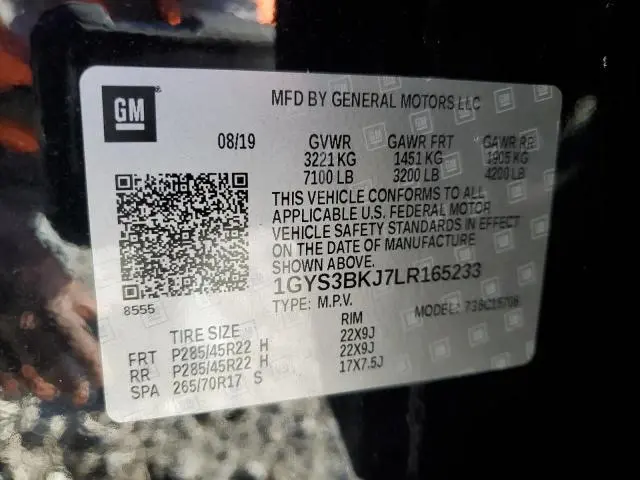 GM
MFD BY GENERAL MOTORS LLC
08/19 GVWR GAWR FRT GAWR RR
3221 KG 1451 KG 1905 KG
7100 LB 3200 LB 4200 LB
THIS VEHICLE CONFORMS TO ALL
APPLICABLE U.S. FEDERAL MOTOR
VEHICLE SAFETY STANDARDS IN EFFECT
ON THE DATE OF MANUFACTURE
SHOWN ABOVE.
1GYS3BKJ7LR165233
8555
TYPE: M.P.V. MODEL: 738C15706
TIRE SIZE RIM
FRT P285/45R22 H 22X9J
RR P285/45R22 H 22X9J
SPA 265/70R17 S 17X7.5J